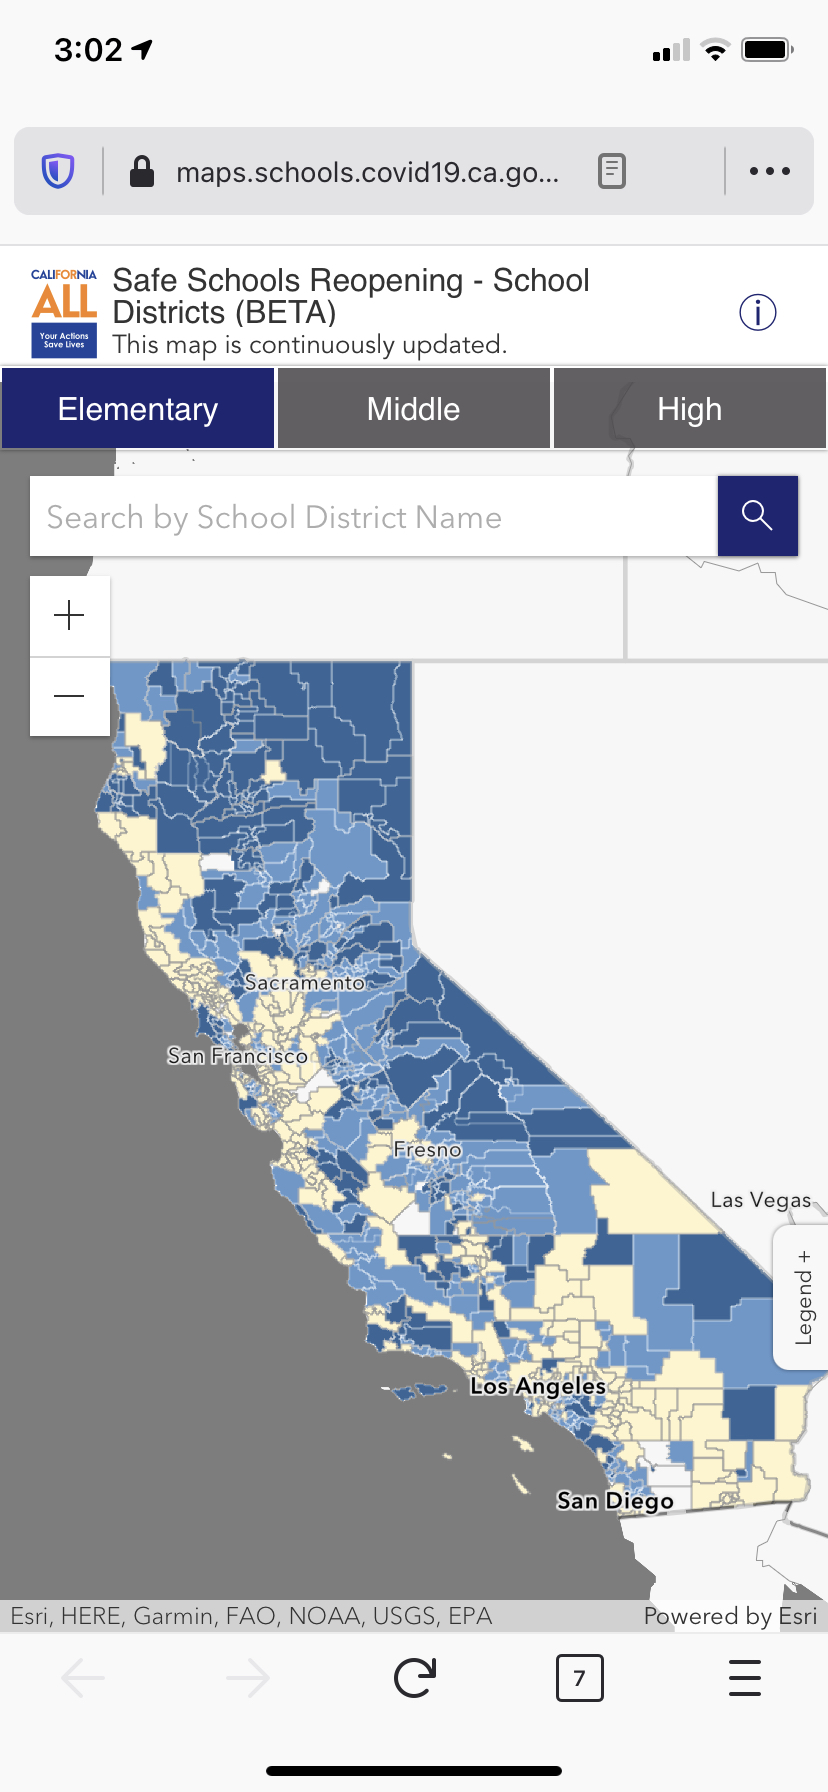 3:02
maps.schools.covid19.ca.go...
CALIFORNIA
ALL
Your Actions
Save Lives
Safe Schools Reopening - School
Districts (BETA)
This map is continuously updated.
Elementary
Middle
High
Search by School District Name
+
—
Sacramento
San Francisco
Fresno
Las Vegas
Legend +
Los Angeles
San Diego
Esri, HERE, Garmin, FAO, NOAA, USGS, EPA
Powered by Esri
7